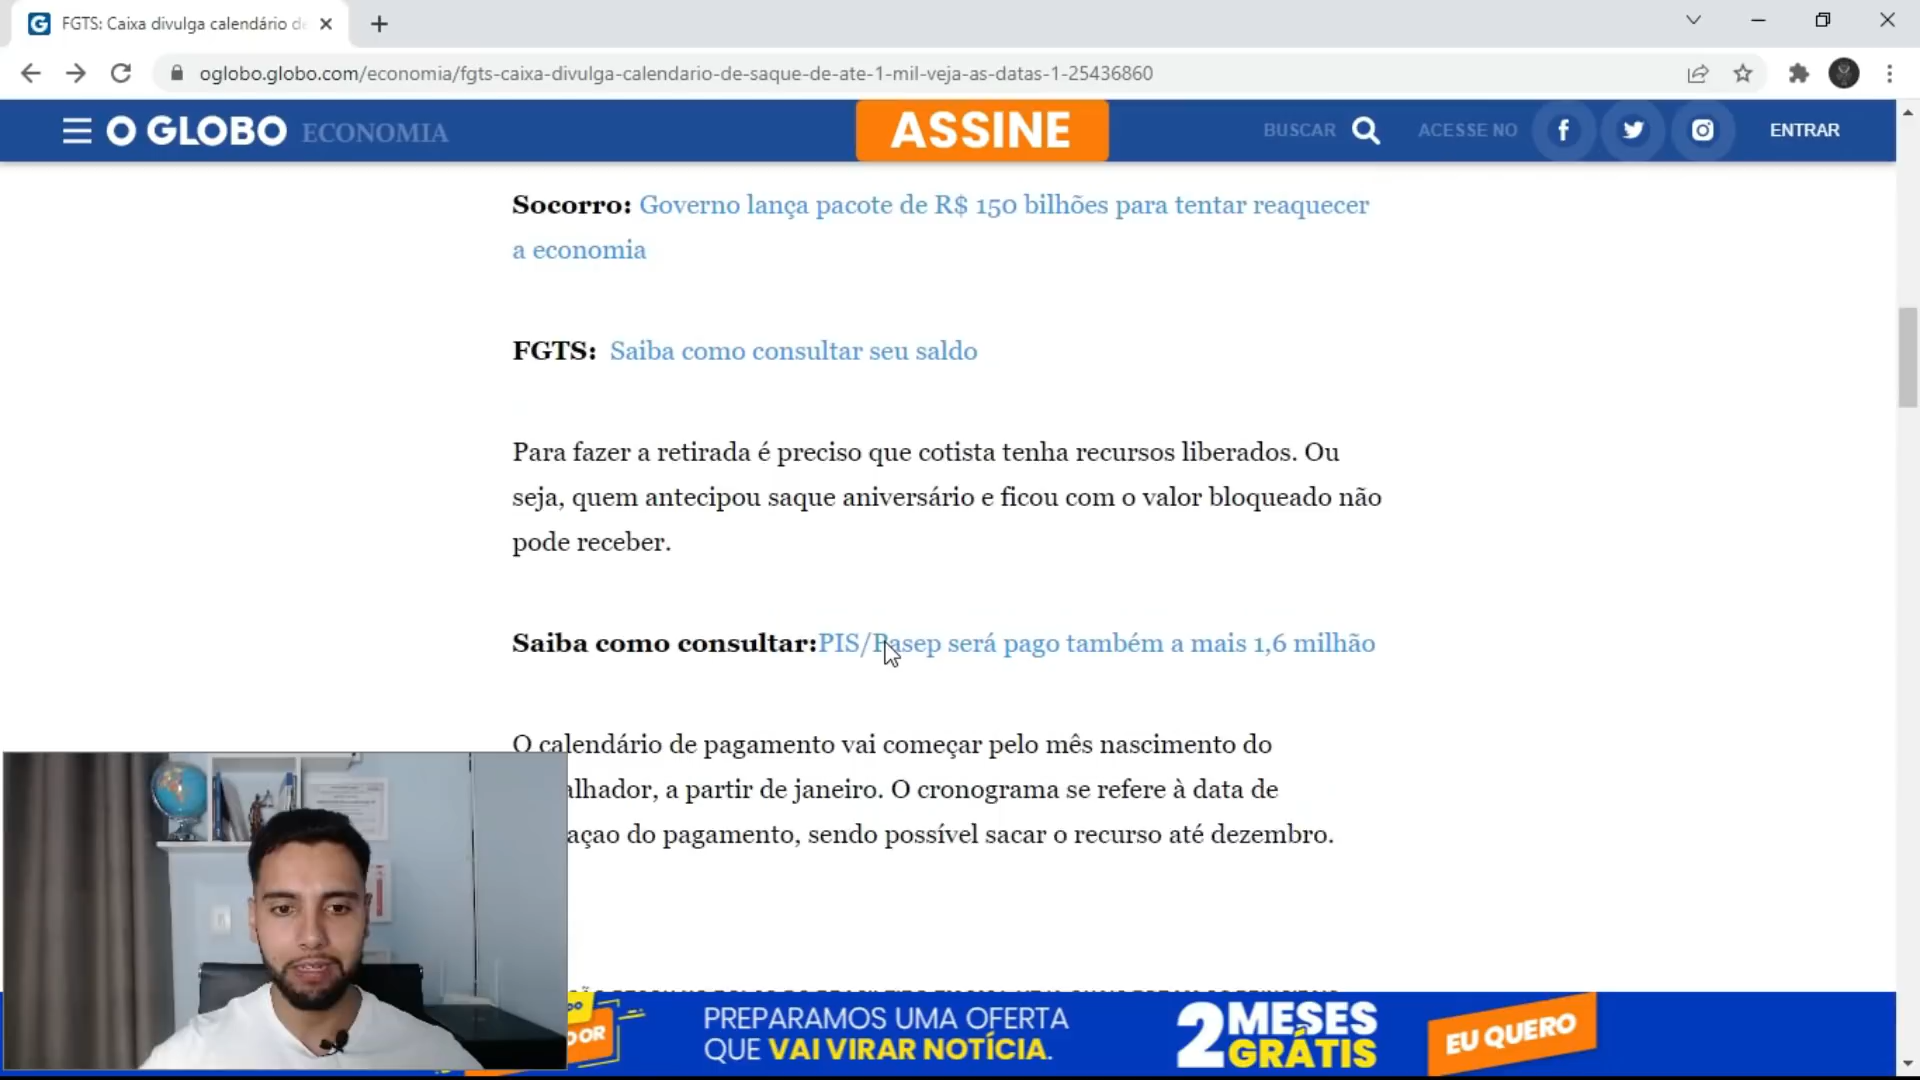 FGTS: Caixa divulga calendário de
oglobo.globo.com/economia/fgts-caixa-divulga-calendario-de-saque-de-ate-1-mil-veja-as-datas-1-25436860
O GLOBO ECONOMIA
ASSINE
BUSCAR
ACESSE NO
ENTRAR
Socorro: Governo lança pacote de R$ 150 bilhões para tentar reaquecer
a economia
FGTS: Saiba como consultar seu saldo
Para fazer a retirada é preciso que cotista tenha recursos liberados. Ou
seja, quem antecipou saque aniversário e ficou com o valor bloqueado não
pode receber.
Saiba como consultar:PIS/Pasep será pago também a mais 1,6 milhão
O calendário de pagamento vai começar pelo mês nascimento do
alhador, a partir de janeiro. O cronograma se refere à data de
açao do pagamento, sendo possível sacar o recurso até dezembro.
PREPARAMOS UMA OFERTA
QUE VAI VIRAR NOTÍCIA.
2 MESES
GRÁTIS
EU QUERO